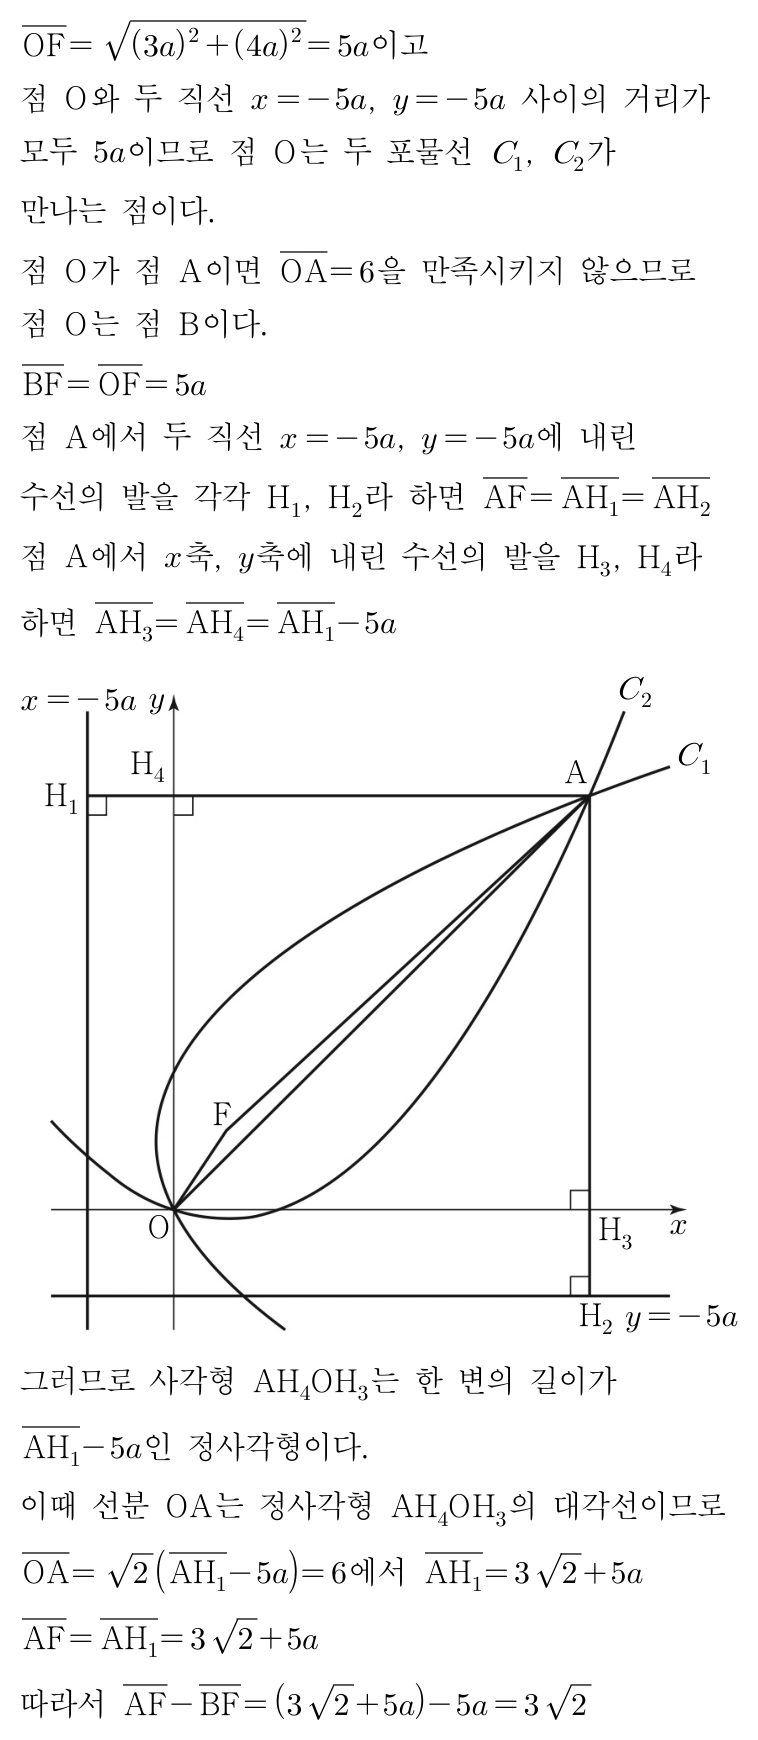 OF = √((3a)² + (4a)²) = 5a이고
점 O와 두 직선 x = −5a, y = −5a 사이의 거리가
모두 5a이므로 점 O는 두 포물선 C₁, C₂가
만나는 점이다.
점 O가 점 A이면 OA = 6을 만족시키지 않으므로
점 O는 점 B이다.
BF = OF = 5a
점 A에서 두 직선 x = −5a, y = −5a에 내린
수선의 발을 각각 H₁, H₂라 하면 AF = AH₁ = AH₂
점 A에서 x축, y축에 내린 수선의 발을 H₃, H₄라
하면 AH₃ = AH₄ = AH₁ − 5a
C₂
x = −5a y
C₁
H₄
A
H₁
F
O
H₃
x
H₂ y = −5a
그러므로 사각형 AH₄OH₃는 한 변의 길이가
AH₁ − 5a인 정사각형이다.
이때 선분 OA는 정사각형 AH₄OH₃의 대각선이므로
OA = √2(AH₁ − 5a) = 6에서 AH₁ = 3√2 + 5a
AF = AH₁ = 3√2 + 5a
따라서 AF − BF = (3√2 + 5a) − 5a = 3√2